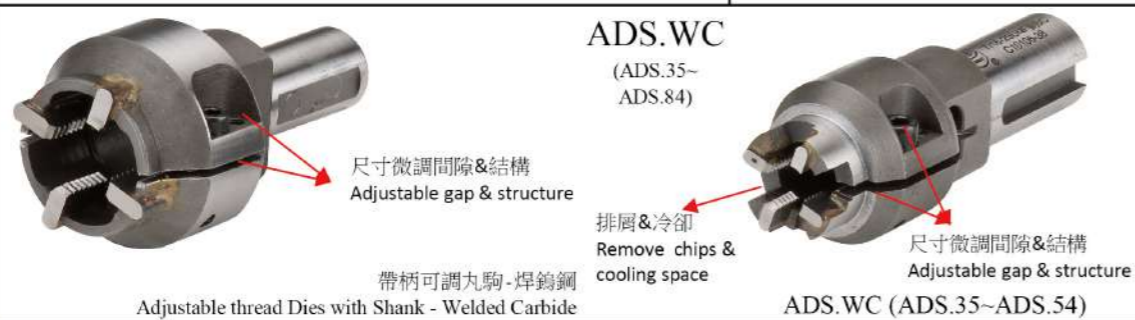 ADS.WC
(ADS.35~
ADS.84)
尺寸微調間隙&結構
Adjustable gap & structure
帶柄可調丸駒-焊鎢鋼
Adjustable thread Dies with Shank - Welded Carbide
C10106-38
排屑&冷卻
Remove chips &
cooling space
尺寸微調間隙&結構
Adjustable gap & structure
ADS.WC (ADS.35~ADS.54)